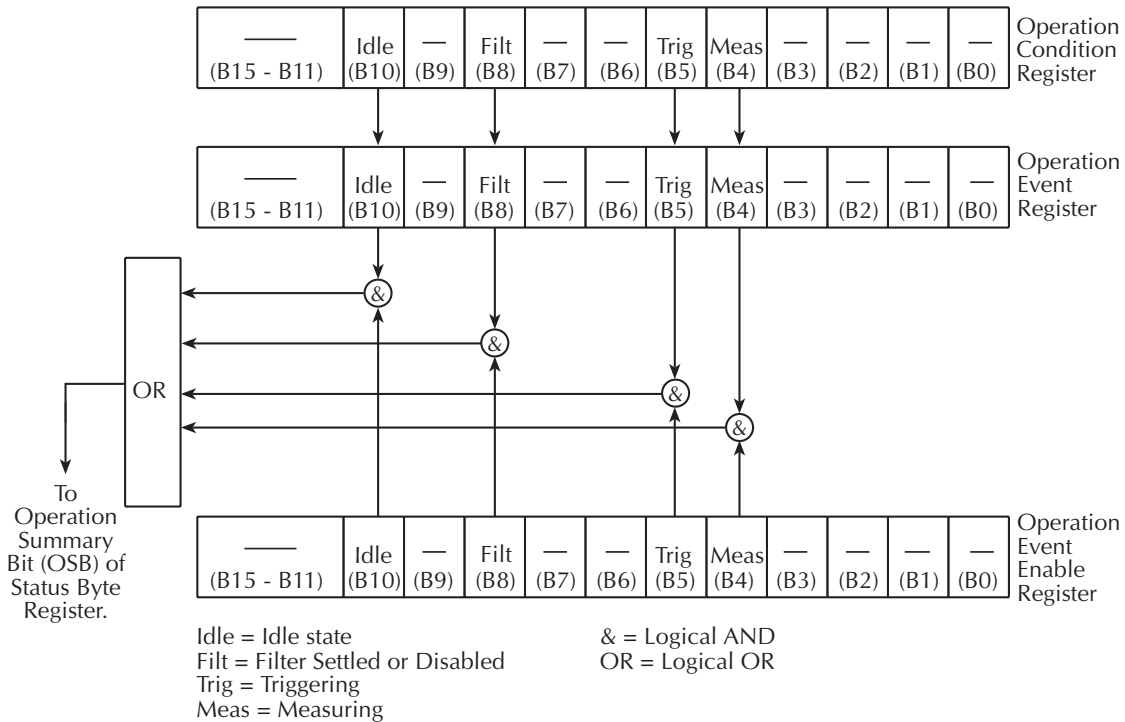 — Idle — Filt — — Trig Meas — — — —
(B15 - B11) (B10) (B9) (B8) (B7) (B6) (B5) (B4) (B3) (B2) (B1) (B0)
Operation
Condition
Register
— Idle — Filt — — Trig Meas — — — —
(B15 - B11) (B10) (B9) (B8) (B7) (B6) (B5) (B4) (B3) (B2) (B1) (B0)
Operation
Event
Register
&
&
&
&
OR
To
Operation
Summary
Bit (OSB) of
Status Byte
Register.
— Idle — Filt — — Trig Meas — — — —
(B15 - B11) (B10) (B9) (B8) (B7) (B6) (B5) (B4) (B3) (B2) (B1) (B0)
Operation
Event
Enable
Register
Idle = Idle state
Filt = Filter Settled or Disabled
Trig = Triggering
Meas = Measuring
& = Logical AND
OR = Logical OR